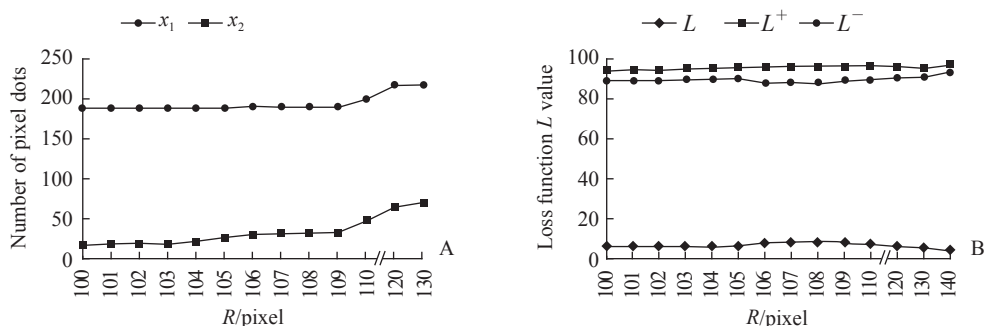 x₁ x₂
Number of pixel dots
250
200
150
100
50
0
100 101 102 103 104 105 106 107 108 109 110 120 130
R/pixel
A
L L⁺ L⁻
Loss function L value
100
80
60
40
20
0
100 101 102 103 104 105 106 107 108 109 110 120 130 140
R/pixel
B